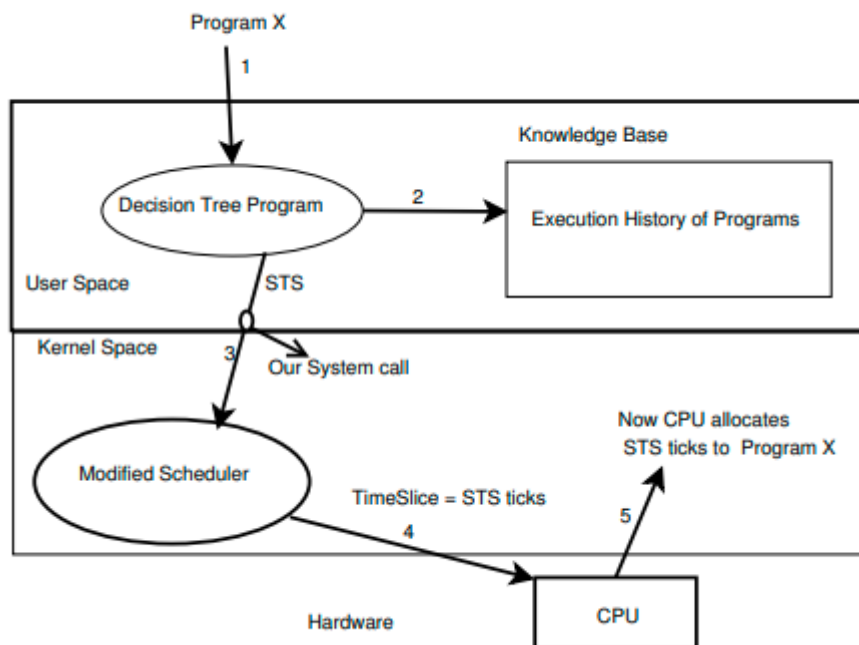 Program X
1
Knowledge Base
Decision Tree Program
2
Execution History of Programs
User Space
STS
Kernel Space
3
Our System call
Now CPU allocates
STS ticks to Program X
Modified Scheduler
TimeSlice = STS ticks
4
5
CPU
Hardware